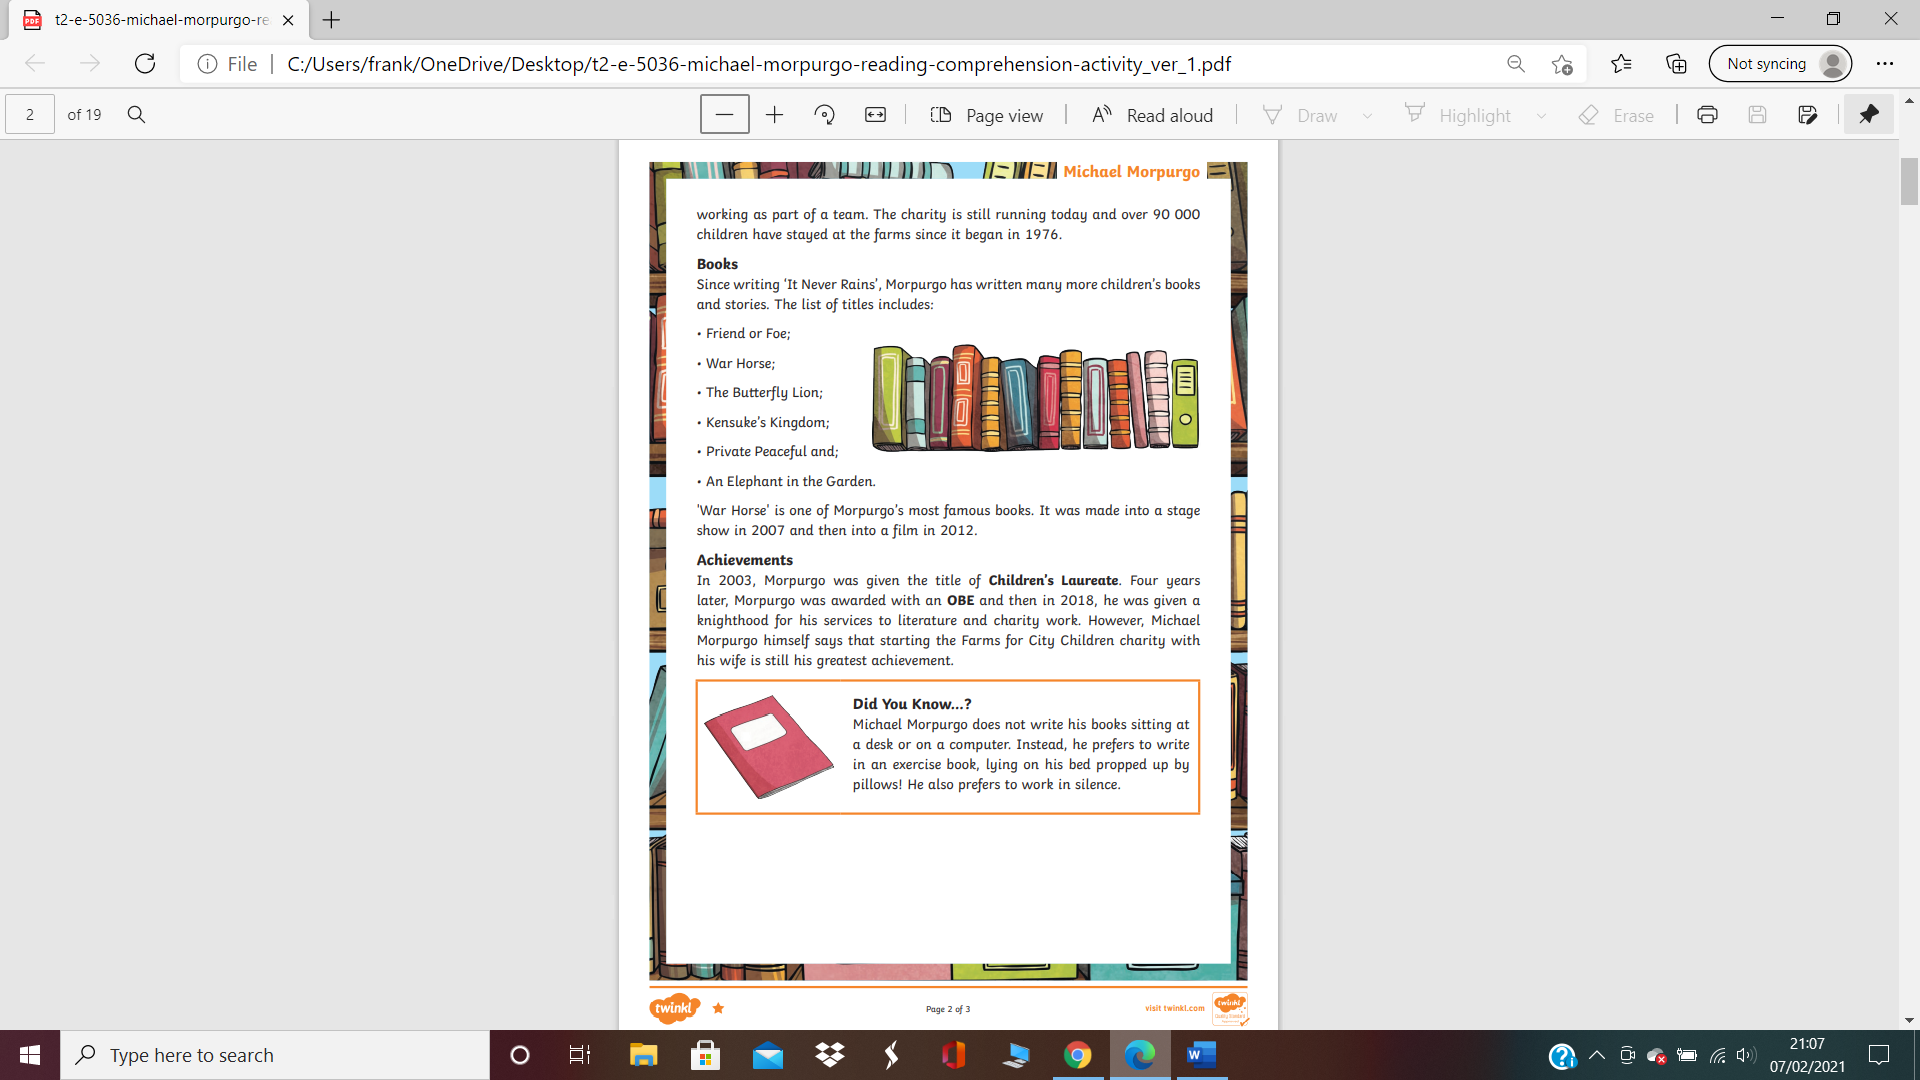 t2-e-5036-michael-morpurgo-re
File
C:/Users/frank/OneDrive/Desktop/t2-e-5036-michael-morpurgo-reading-comprehension-activity_ver_1.pdf
Not syncing
2 of 19
Page view
Read aloud
Draw
Highlight
Erase
Michael Morpurgo
working as part of a team. The charity is still running today and over 90 000
children have stayed at the farms since it began in 1976.
Books
Since writing ‘It Never Rains’, Morpurgo has written many more children’s books
and stories. The list of titles includes:
• Friend or Foe;
• War Horse;
• The Butterfly Lion;
• Kensuke’s Kingdom;
• Private Peaceful and;
• An Elephant in the Garden.
'War Horse' is one of Morpurgo’s most famous books. It was made into a stage
show in 2007 and then into a film in 2012.
Achievements
In 2003, Morpurgo was given the title of Children’s Laureate. Four years
later, Morpurgo was awarded with an OBE and then in 2018, he was given a
knighthood for his services to literature and charity work. However, Michael
Morpurgo himself says that starting the Farms for City Children charity with
his wife is still his greatest achievement.
Did You Know...?
Michael Morpurgo does not write his books sitting at
a desk or on a computer. Instead, he prefers to write
in an exercise book, lying on his bed propped up by
pillows! He also prefers to work in silence.
twinkl
Page 2 of 3
visit twinkl.com
twinkl
Type here to search
21:07
07/02/2021